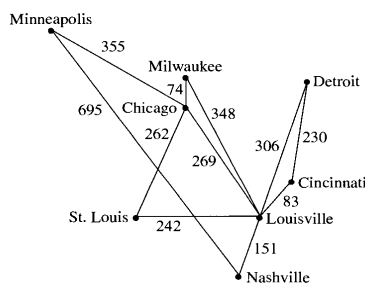 Minneapolis
355
Milwaukee
74
Detroit
Chicago
695
348
262
306
230
269
Cincinnati
83
St. Louis
242
Louisville
151
Nashville